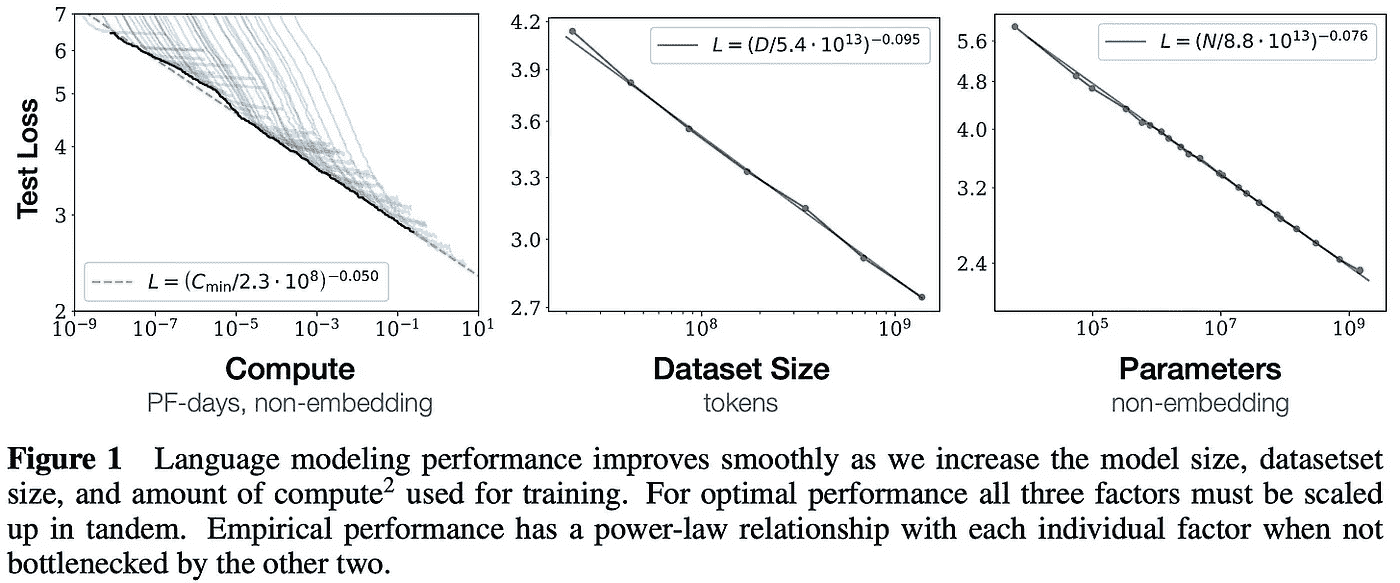 Test Loss
7
6
5
4
3
2
L = (C_min/2.3 · 10^8)^−0.050
10^−9
10^−7
10^−5
10^−3
10^−1
10^1
Compute
PF-days, non-embedding
4.2
3.9
3.6
3.3
3.0
2.7
L = (D/5.4 · 10^13)^−0.095
10^8
10^9
Dataset Size
tokens
5.6
4.8
4.0
3.2
2.4
L = (N/8.8 · 10^13)^−0.076
10^5
10^7
10^9
Parameters
non-embedding
Figure 1 Language modeling performance improves smoothly as we increase the model size, datasetset
size, and amount of compute² used for training. For optimal performance all three factors must be scaled
up in tandem. Empirical performance has a power-law relationship with each individual factor when not
bottlenecked by the other two.